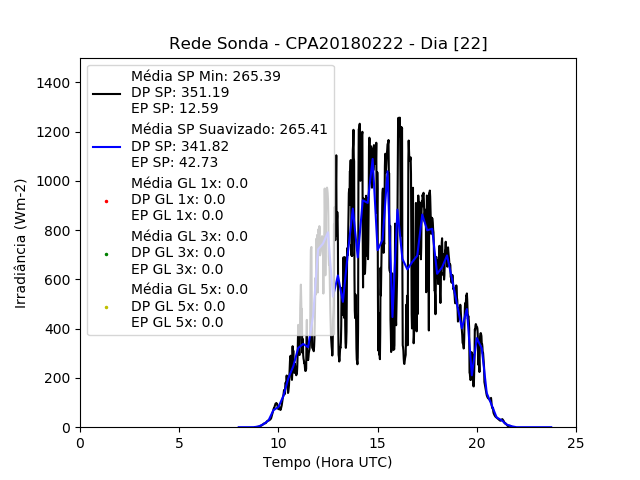 Rede Sonda - CPA20180222 - Dia [22]
Média SP Min: 265.39
DP SP: 351.19
EP SP: 12.59
Média SP Suavizado: 265.41
DP SP: 341.82
EP SP: 42.73
Média GL 1x: 0.0
DP GL 1x: 0.0
EP GL 1x: 0.0
Média GL 3x: 0.0
DP GL 3x: 0.0
EP GL 3x: 0.0
Média GL 5x: 0.0
DP GL 5x: 0.0
EP GL 5x: 0.0
Irradiância (Wm-2)
1400
1200
1000
800
600
400
200
0
0 5 10 15 20 25
Tempo (Hora UTC)